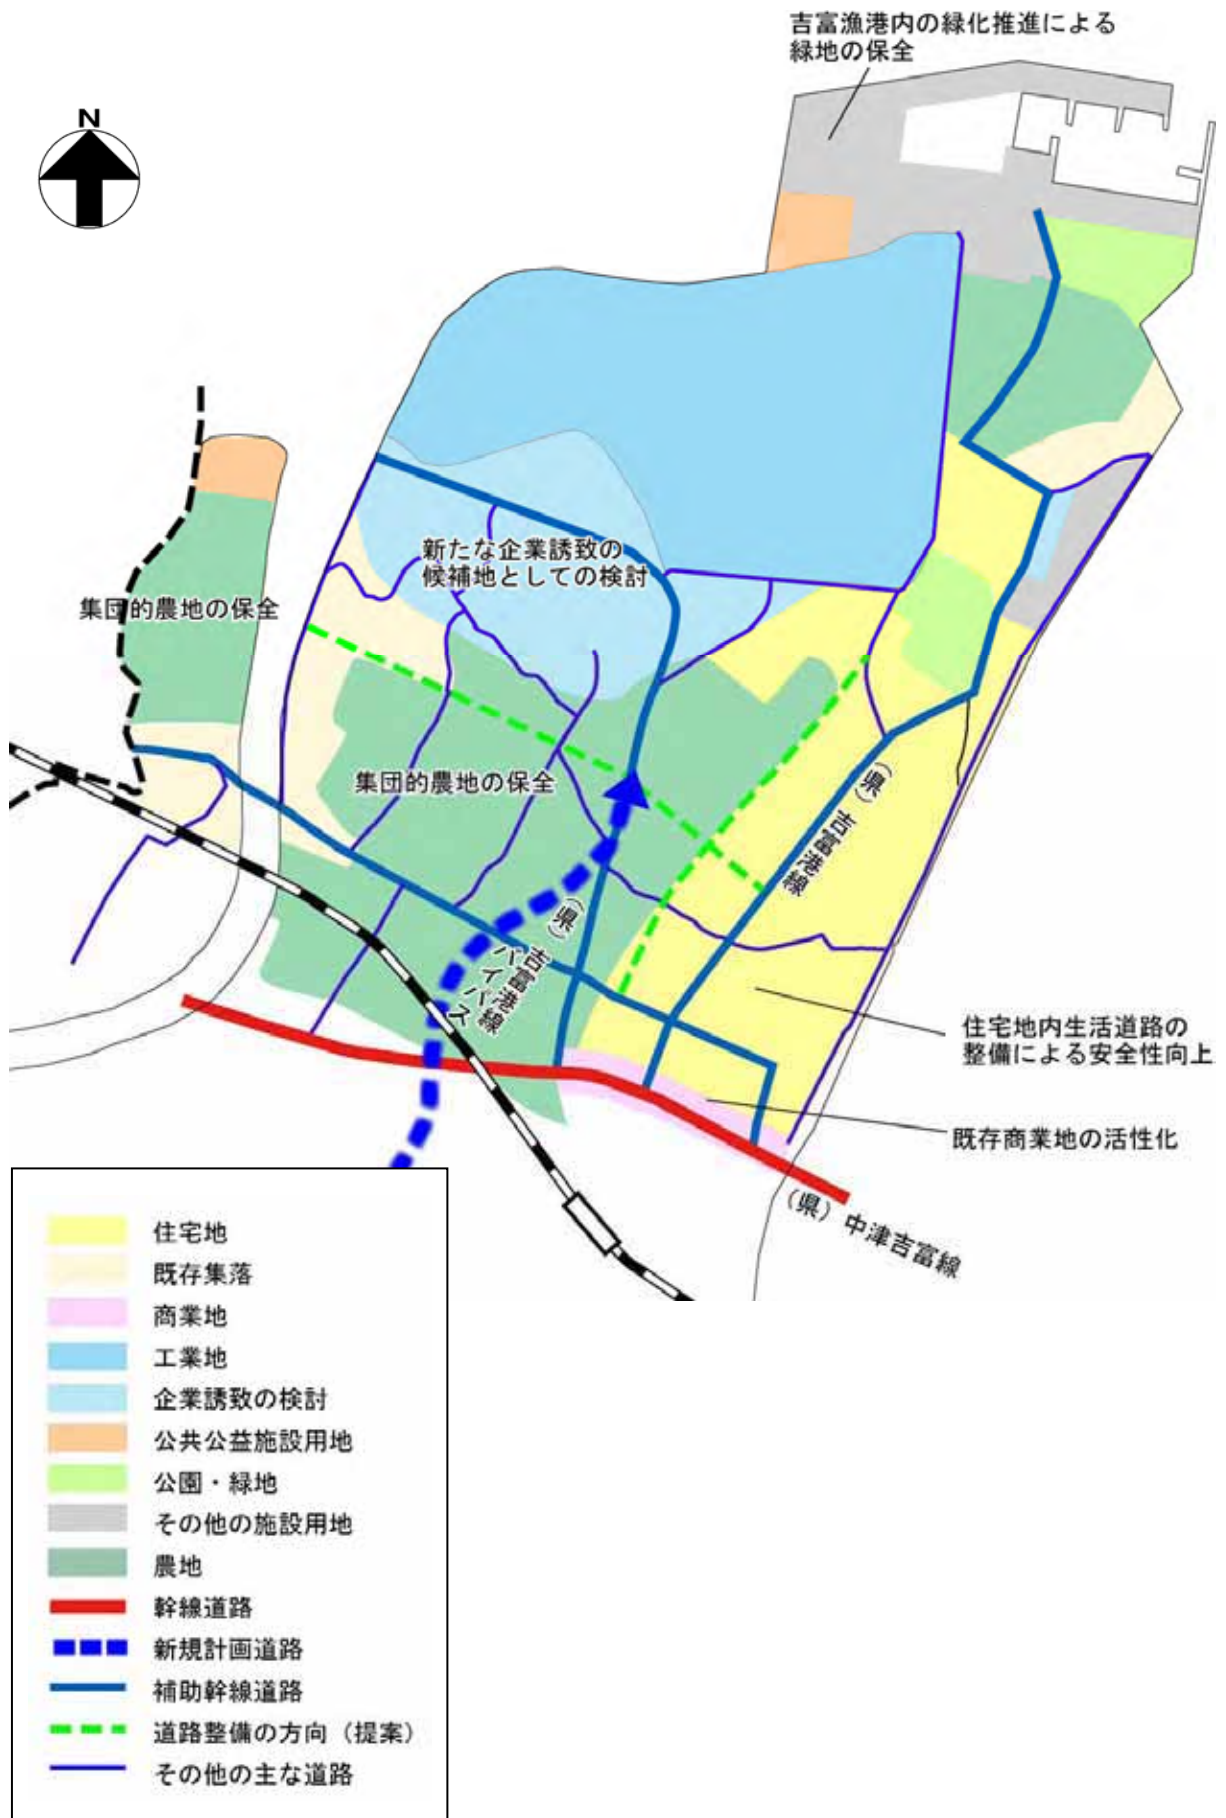 吉富漁港内の緑化推進による
緑地の保全
N
新たな企業誘致の
候補地としての検討
集団的農地の保全
集団的農地の保全
（県）吉富港線
（県）吉富港線
バイパス
住宅地内生活道路の
整備による安全性向上
既存商業地の活性化
（県）中津吉富線
住宅地
既存集落
商業地
工業地
企業誘致の検討
公共公益施設用地
公園・緑地
その他の施設用地
農地
幹線道路
新規計画道路
補助幹線道路
道路整備の方向（提案）
その他の主な道路